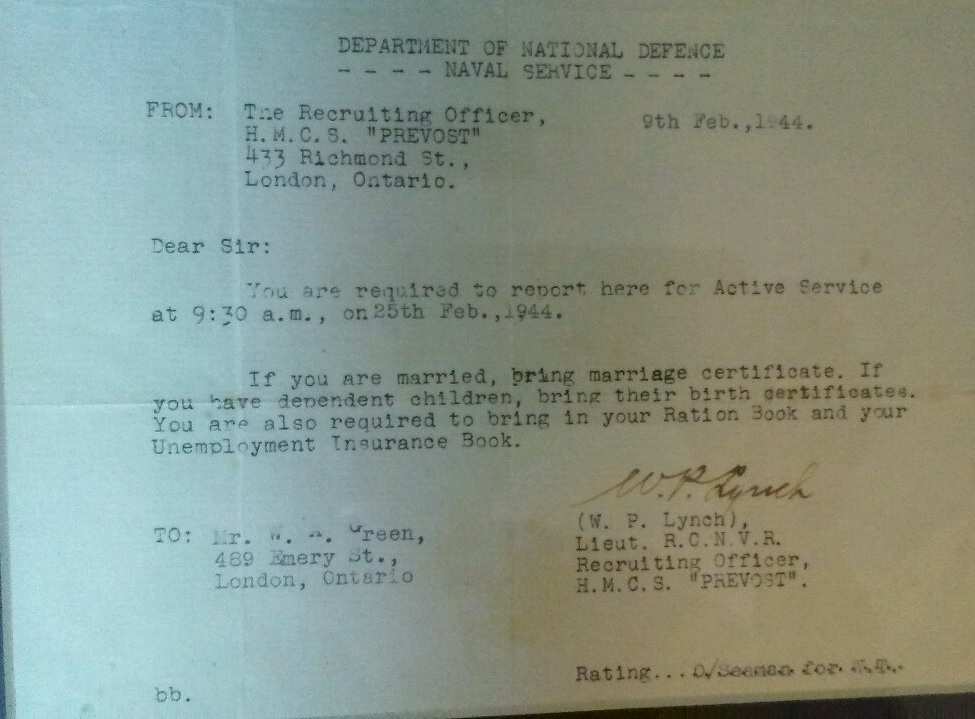 DEPARTMENT OF NATIONAL DEFENCE
- - - - NAVAL SERVICE - - - -
FROM: The Recruiting Officer,
9th Feb.,1944.
H.M.C.S. "PREVOST"
433 Richmond St.,
London, Ontario.
Dear Sir:
You are required to report here for Active Service
at 9:30 a.m., on 25th Feb.,1944.
If you are married, bring marriage certificate. If
you have dependent children, bring their birth certificates.
You are also required to bring in your Ration Book and your
Unemployment Insurance Book.
W.P. Lynch
(W. P. Lynch),
Lieut. R.C.N.V.R.
Recruiting Officer,
H.M.C.S. "PREVOST".
TO: Mr. W. Green,
489 Emery St.,
London, Ontario
Rating... O/Seaman for
bb.